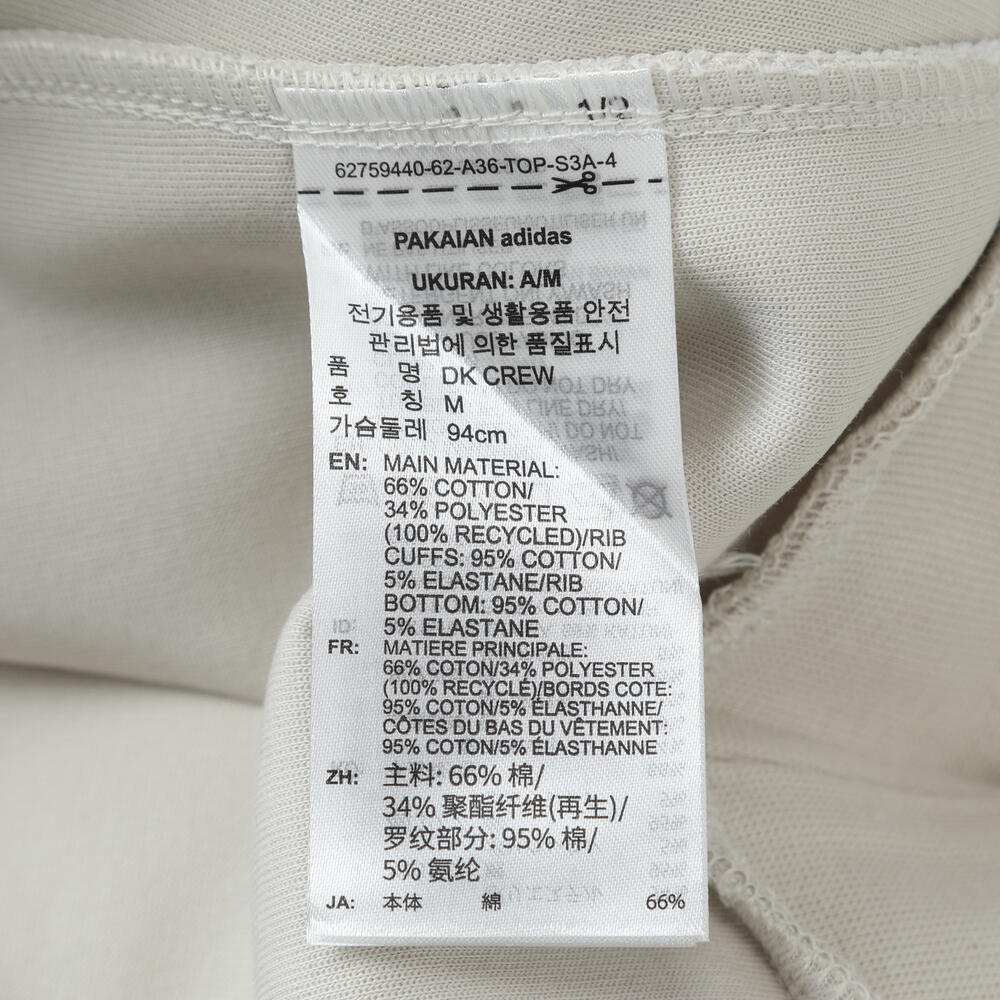 1/2
62759440-62-A36-TOP-S3A-4
PAKAIAN adidas
UKURAN: A/M
전기용품 및 생활용품 안전
관리법에 의한 품질표시
품 명 DK CREW
호 칭 M
가슴둘레 94cm
EN: MAIN MATERIAL:
66% COTTON/
34% POLYESTER
(100% RECYCLED)/RIB
CUFFS: 95% COTTON/
5% ELASTANE/RIB
BOTTOM: 95% COTTON/
5% ELASTANE
FR: MATIERE PRINCIPALE:
66% COTON/34% POLYESTER
(100% RECYCLÉ)/BORDS COTE:
95% COTON/5% ÉLASTHANNE/
CÔTES DU BAS DU VÊTEMENT:
95% COTON/5% ÉLASTHANNE
ZH: 主料: 66% 棉/
34% 聚酯纤维(再生)/
罗纹部分: 95% 棉/
5% 氨纶
JA: 本体 綿 66%